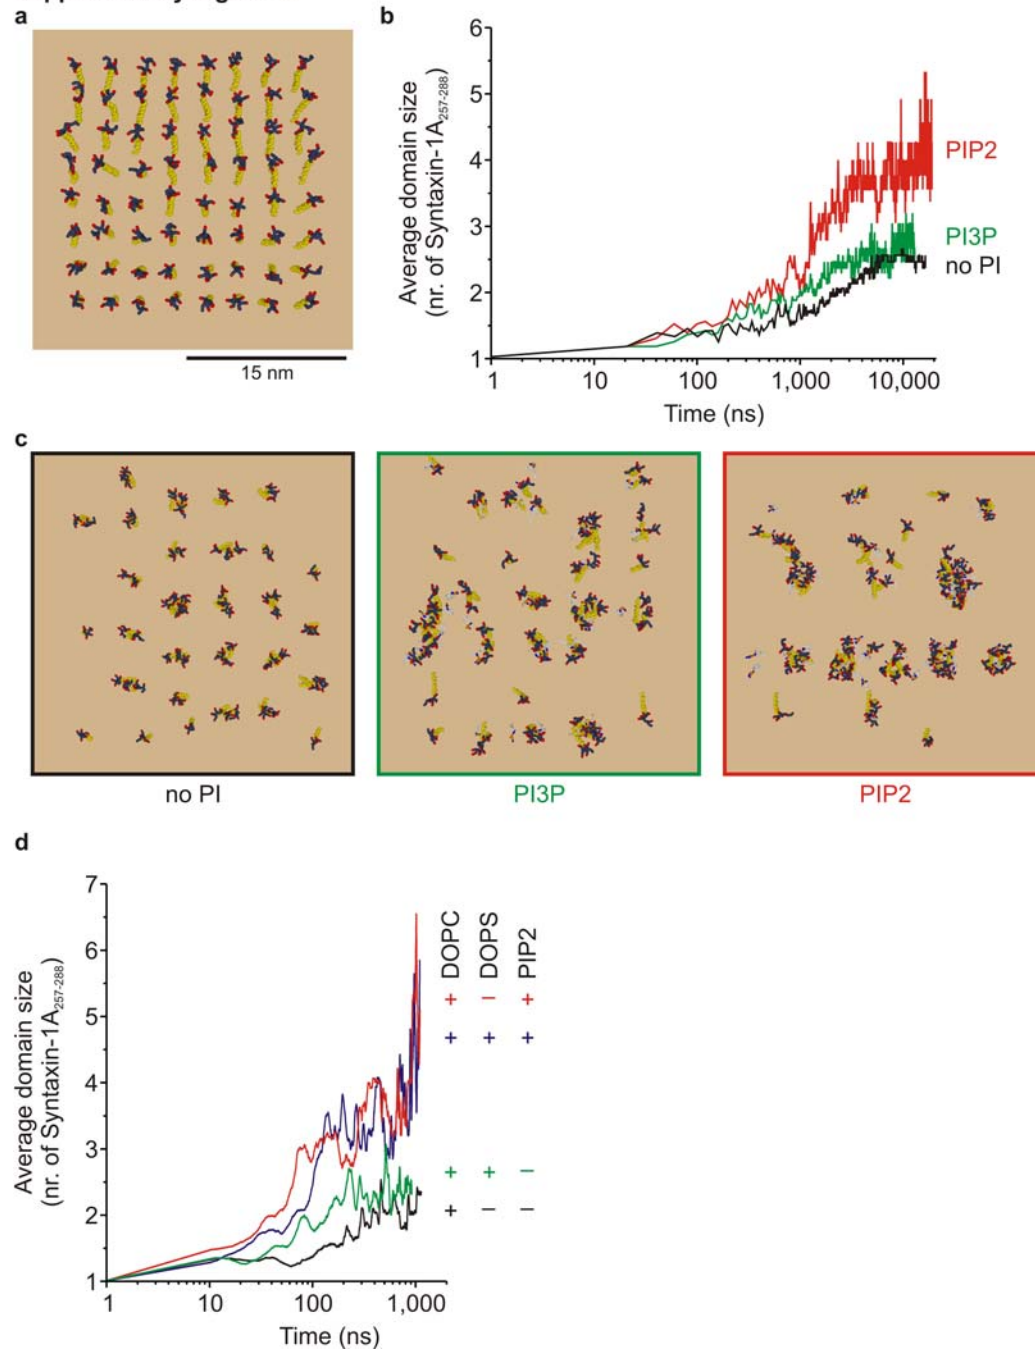 a
15 nm
b
Average domain size
(nr. of Syntaxin-1A257-288)
6
5
4
3
2
1
1 10 100 1,000 10,000
Time (ns)
PIP2
PI3P
no PI
c
no PI PI3P PIP2
d
Average domain size
(nr. of Syntaxin-1A257-288)
7
6
5
4
3
2
1
1 10 100 1,000
Time (ns)
DOPC DOPS PIP2
+ − +
+ + +
+ + −
+ − −